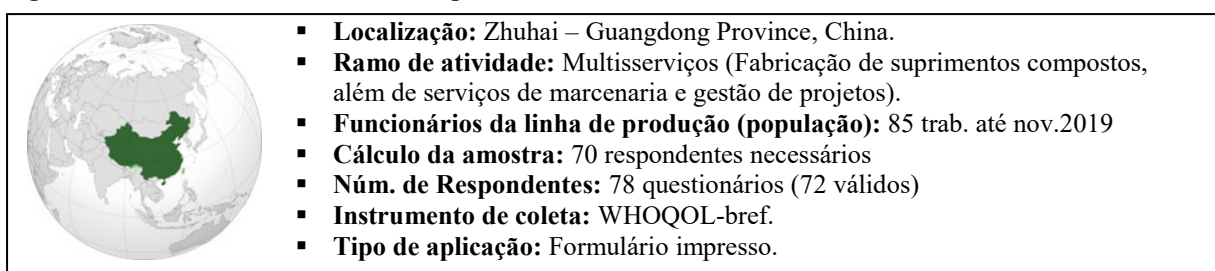 ▪ Localização: Zhuhai – Guangdong Province, China.
▪ Ramo de atividade: Multisserviços (Fabricação de suprimentos compostos,
além de serviços de marcenaria e gestão de projetos).
▪ Funcionários da linha de produção (população): 85 trab. até nov.2019
▪ Cálculo da amostra: 70 respondentes necessários
▪ Núm. de Respondentes: 78 questionários (72 válidos)
▪ Instrumento de coleta: WHOQOL-bref.
▪ Tipo de aplicação: Formulário impresso.